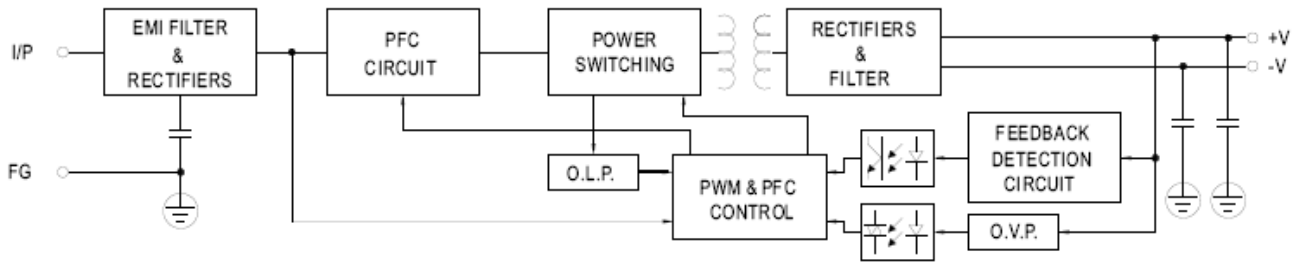 I/P
EMI FILTER
&
RECTIFIERS
PFC
CIRCUIT
POWER
SWITCHING
RECTIFIERS
&
FILTER
+V
-V
FG
O.L.P.
PWM & PFC
CONTROL
FEEDBACK
DETECTION
CIRCUIT
O.V.P.